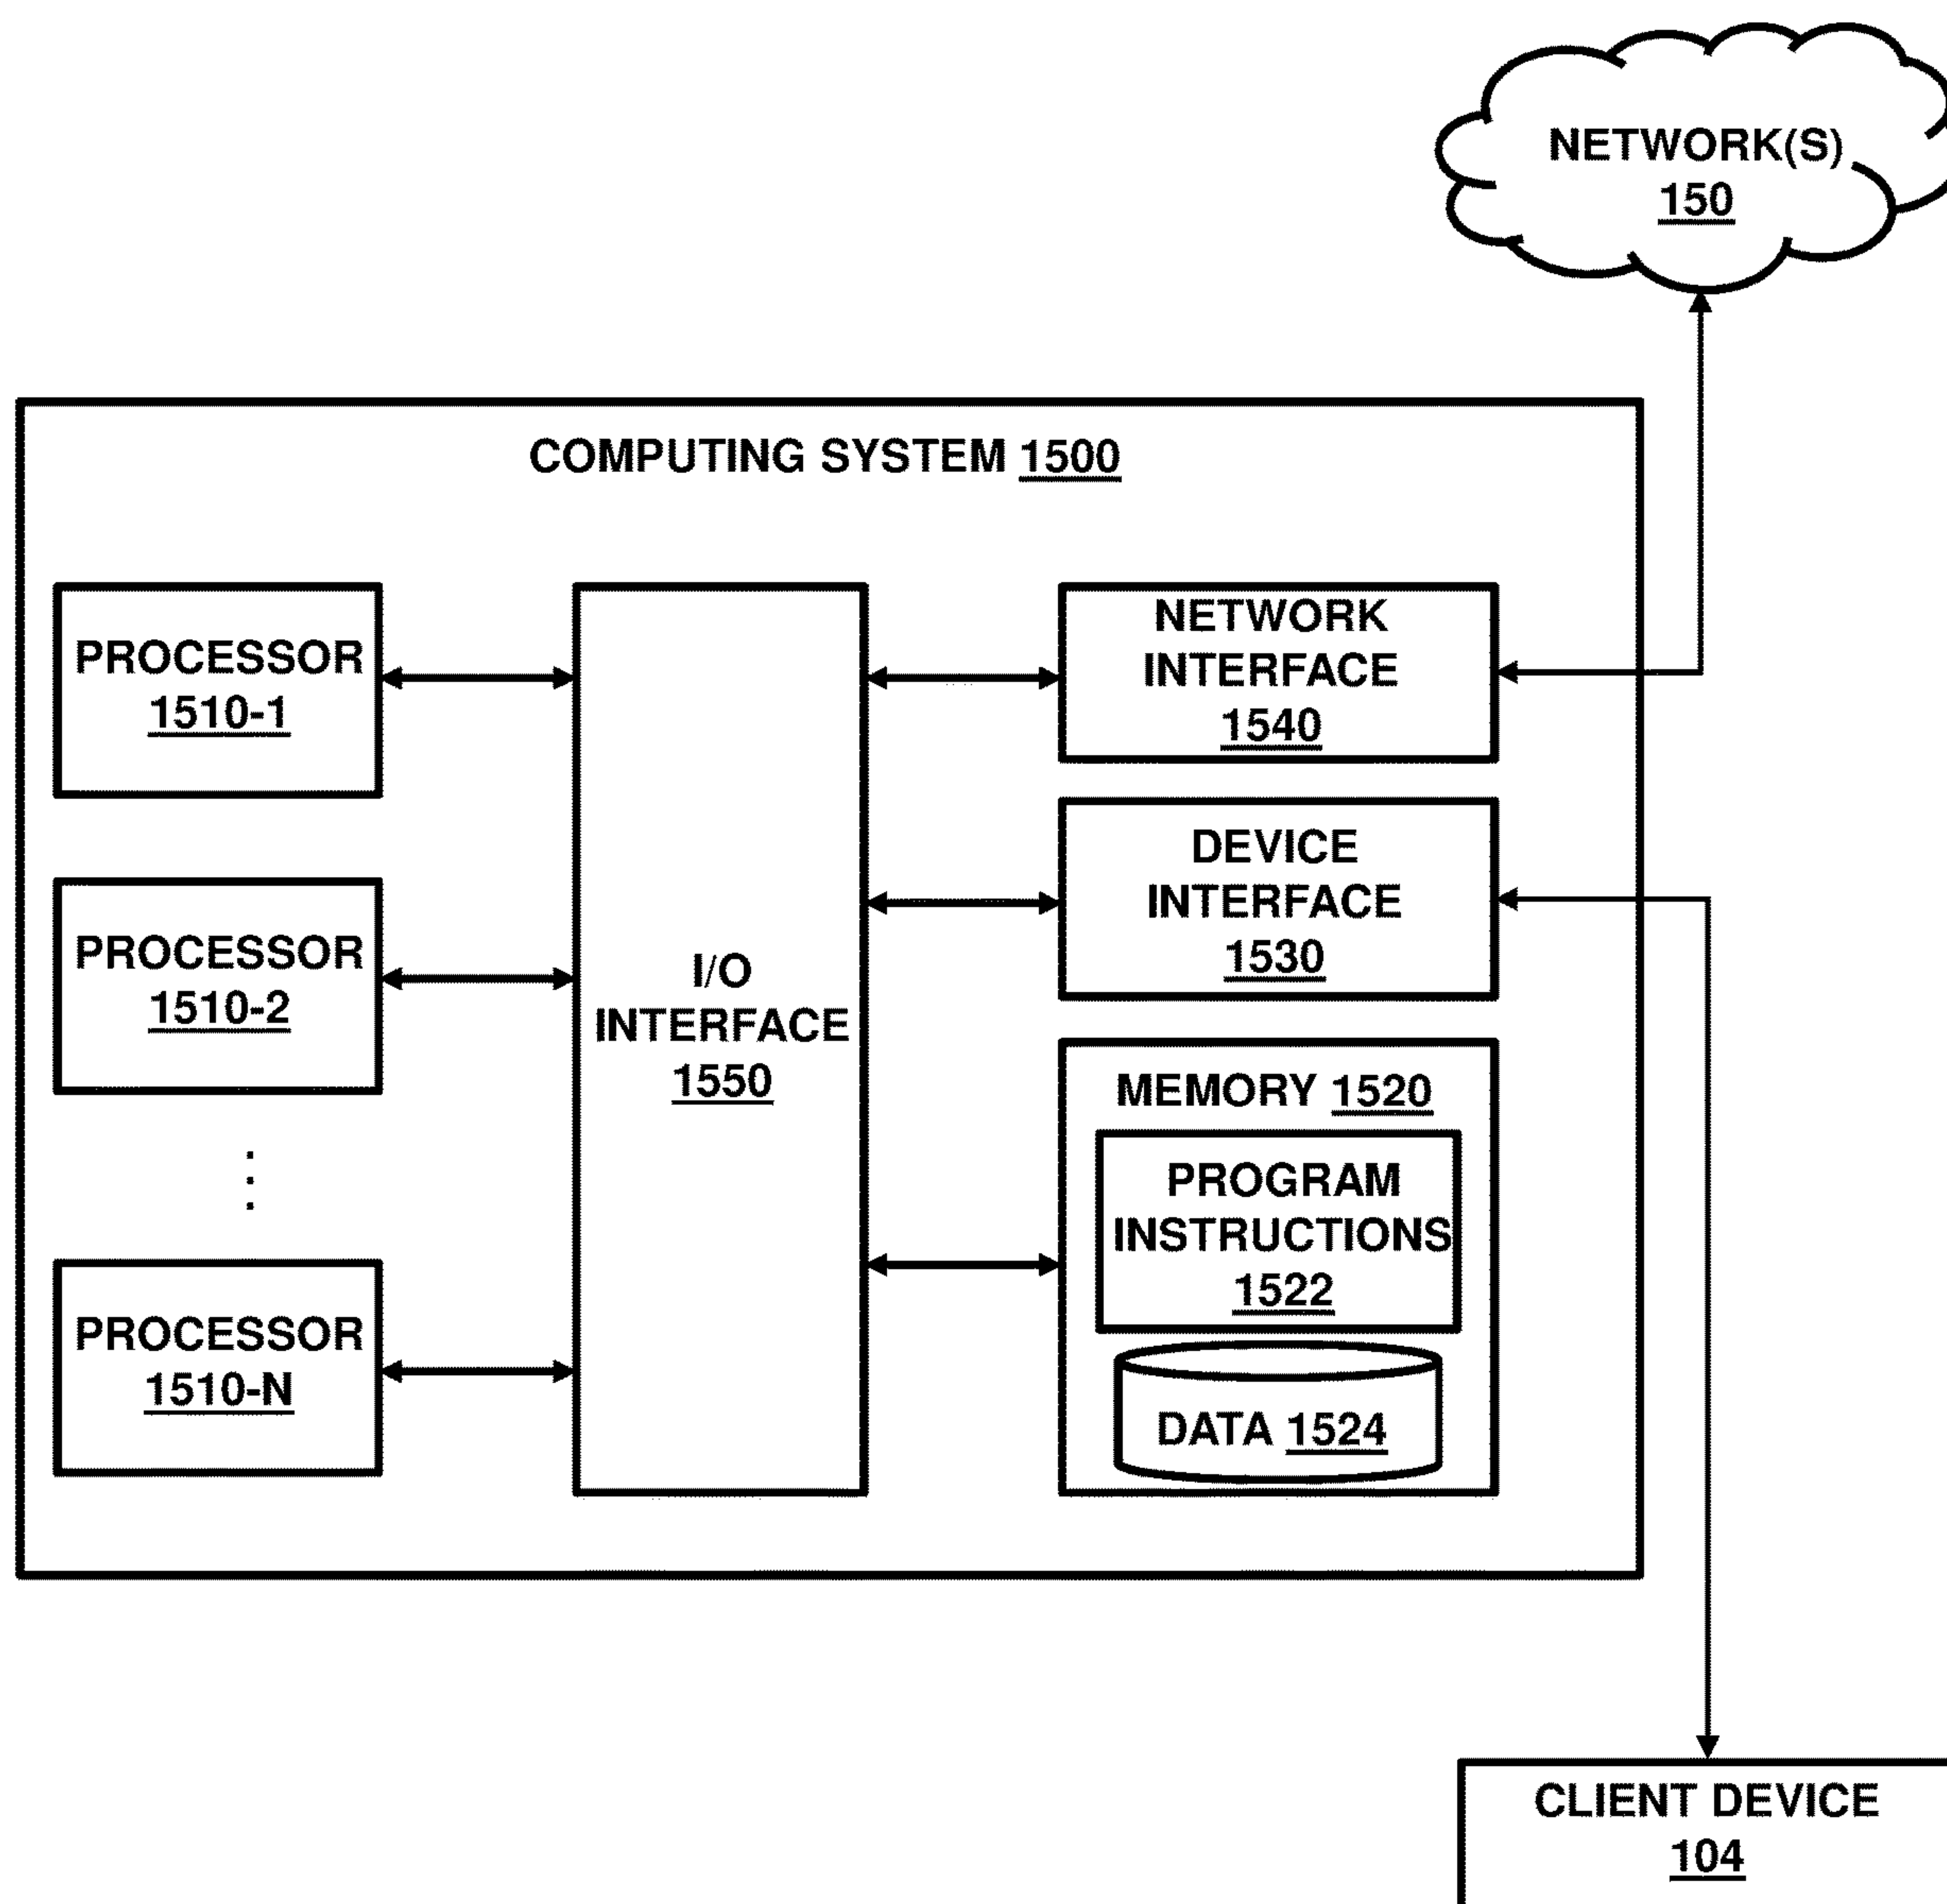 NETWORK(S)
150
COMPUTING SYSTEM 1500
PROCESSOR
1510-1
PROCESSOR
1510-2
PROCESSOR
1510-N
I/O
INTERFACE
1550
NETWORK
INTERFACE
1540
DEVICE
INTERFACE
1530
MEMORY 1520
PROGRAM
INSTRUCTIONS
1522
DATA 1524
CLIENT DEVICE
104